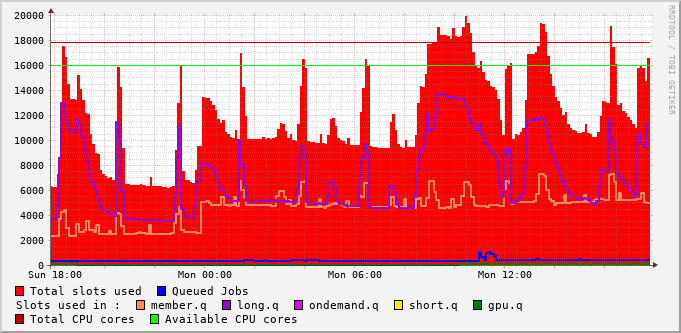 20000
18000
16000
14000
12000
10000
8000
6000
4000
2000
0
Sun 18:00 Mon 00:00 Mon 06:00 Mon 12:00
RRDTOOL / TOBI OETIKER
Total slots used Queued Jobs
Slots used in : member.q long.q ondemand.q short.q gpu.q
Total CPU cores Available CPU cores